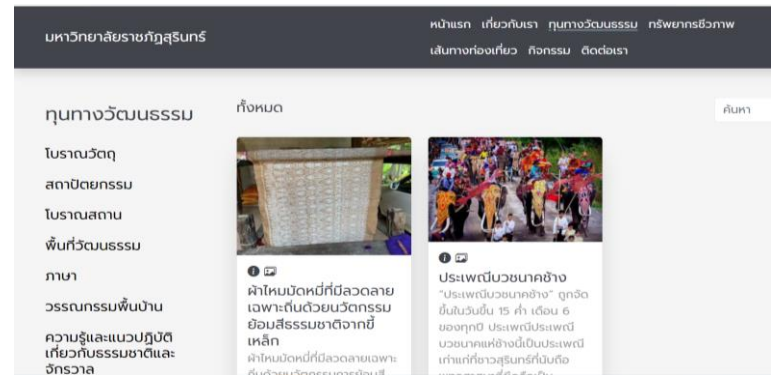 มหาวิทยาลัยราชภัฏสุรินทร์
หน้าแรก เกี่ยวกับเรา ทุนทางวัฒนธรรม ทรัพยากรชีวภาพ
เส้นทางท่องเที่ยว กิจกรรม ติดต่อเรา
ทุนทางวัฒนธรรม
โบราณวัตถุ
สถาปัตยกรรม
โบราณสถาน
พื้นที่วัฒนธรรม
ภาษา
วรรณกรรมพื้นบ้าน
ความรู้และแนวปฏิบัติ
เกี่ยวกับธรรมชาติและ
จักรวาล
ทั้งหมด
ค้นหา
ผ้าไหมมัดหมี่ที่มีลวดลาย
เฉพาะถิ่นด้วยนวัตกรรม
ย้อมสีธรรมชาติจากขี้
เหล็ก
ผ้าไหมมัดหมี่ที่มีลวดลายเฉพาะ
ถิ่นด้วยนวัตกรรมการย้อมสี
ประเพณีบวชนาคช้าง
"ประเพณีบวชนาคช้าง" ถูกจัด
ขึ้นในวันขึ้น 15 ค่ำ เดือน 6
ของทุกปี ประเพณีประเพณี
บวชนาคแห่ช้างนี้เป็นประเพณี
เก่าแก่ที่ชาวสุรินทร์ที่นับถือ